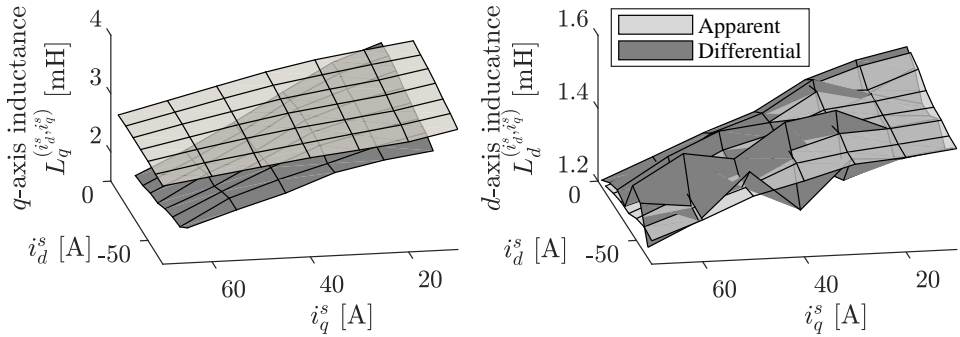 q-axis inductance
L_q^{(i_d^s,i_q^s)} [mH]
4
3
2
0
-50
i_d^s [A]
60
40
20
i_q^s [A]
d-axis inducatnce
L_d^{(i_d^s,i_q^s)} [mH]
1.6
1.4
1.2
0
-50
i_d^s [A]
60
40
20
i_q^s [A]
Apparent
Differential